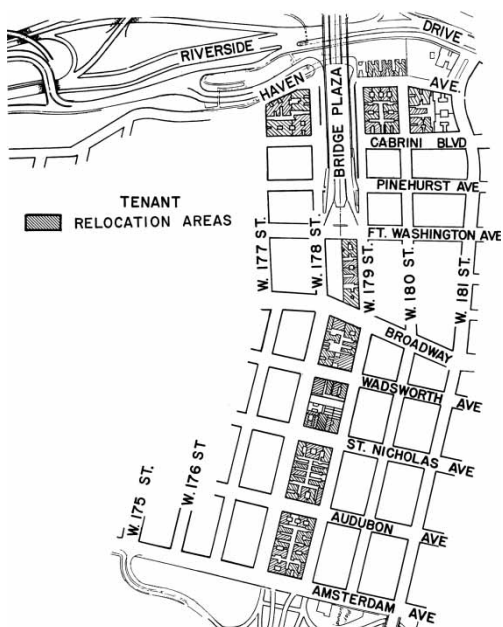 RIVERSIDE
DRIVE
HAVEN
AVE.
BRIDGE PLAZA
CABRINI BLVD
PINEHURST AVE
TENANT
RELOCATION AREAS
FT. WASHINGTON AVE
W. 177 ST.
W. 178 ST.
W. 179 ST.
W. 180 ST.
W. 181 ST.
BROADWAY
WADSWORTH AVE
ST. NICHOLAS AVE
W. 175 ST.
W. 176 ST
AUDUBON AVE
AMSTERDAM AVE